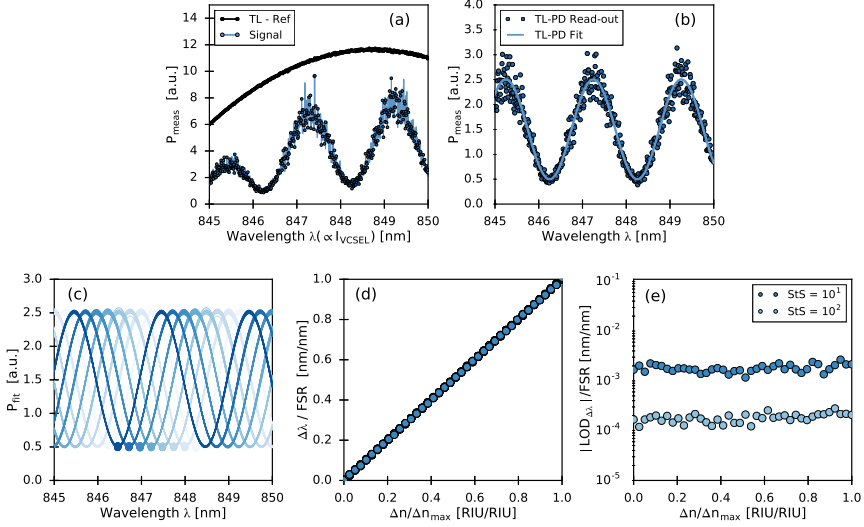 (a)
TL - Ref
Signal
P_meas [a.u.]
14
12
10
8
6
4
2
0
845 846 847 848 849 850
Wavelength λ(∝I_VCSEL) [nm]
(b)
TL-PD Read-out
TL-PD Fit
P_meas [a.u.]
4.0
3.5
3.0
2.5
2.0
1.5
1.0
0.5
0.0
845 846 847 848 849 850
Wavelength λ [nm]
(c)
P_fit [a.u.]
3.0
2.5
2.0
1.5
1.0
0.5
0.0
845 846 847 848 849 850
Wavelength λ [nm]
(d)
Δλ / FSR [nm/nm]
1.0
0.8
0.6
0.4
0.2
0.0
0.0 0.2 0.4 0.6 0.8 1.0
Δn/Δn_max [RIU/RIU]
(e)
StS = 10¹
StS = 10²
|LOD_Δλ|/FSR [nm/nm]
10⁻¹
10⁻²
10⁻³
10⁻⁴
10⁻⁵
0.0 0.2 0.4 0.6 0.8 1.0
Δn/Δn_max [RIU/RIU]